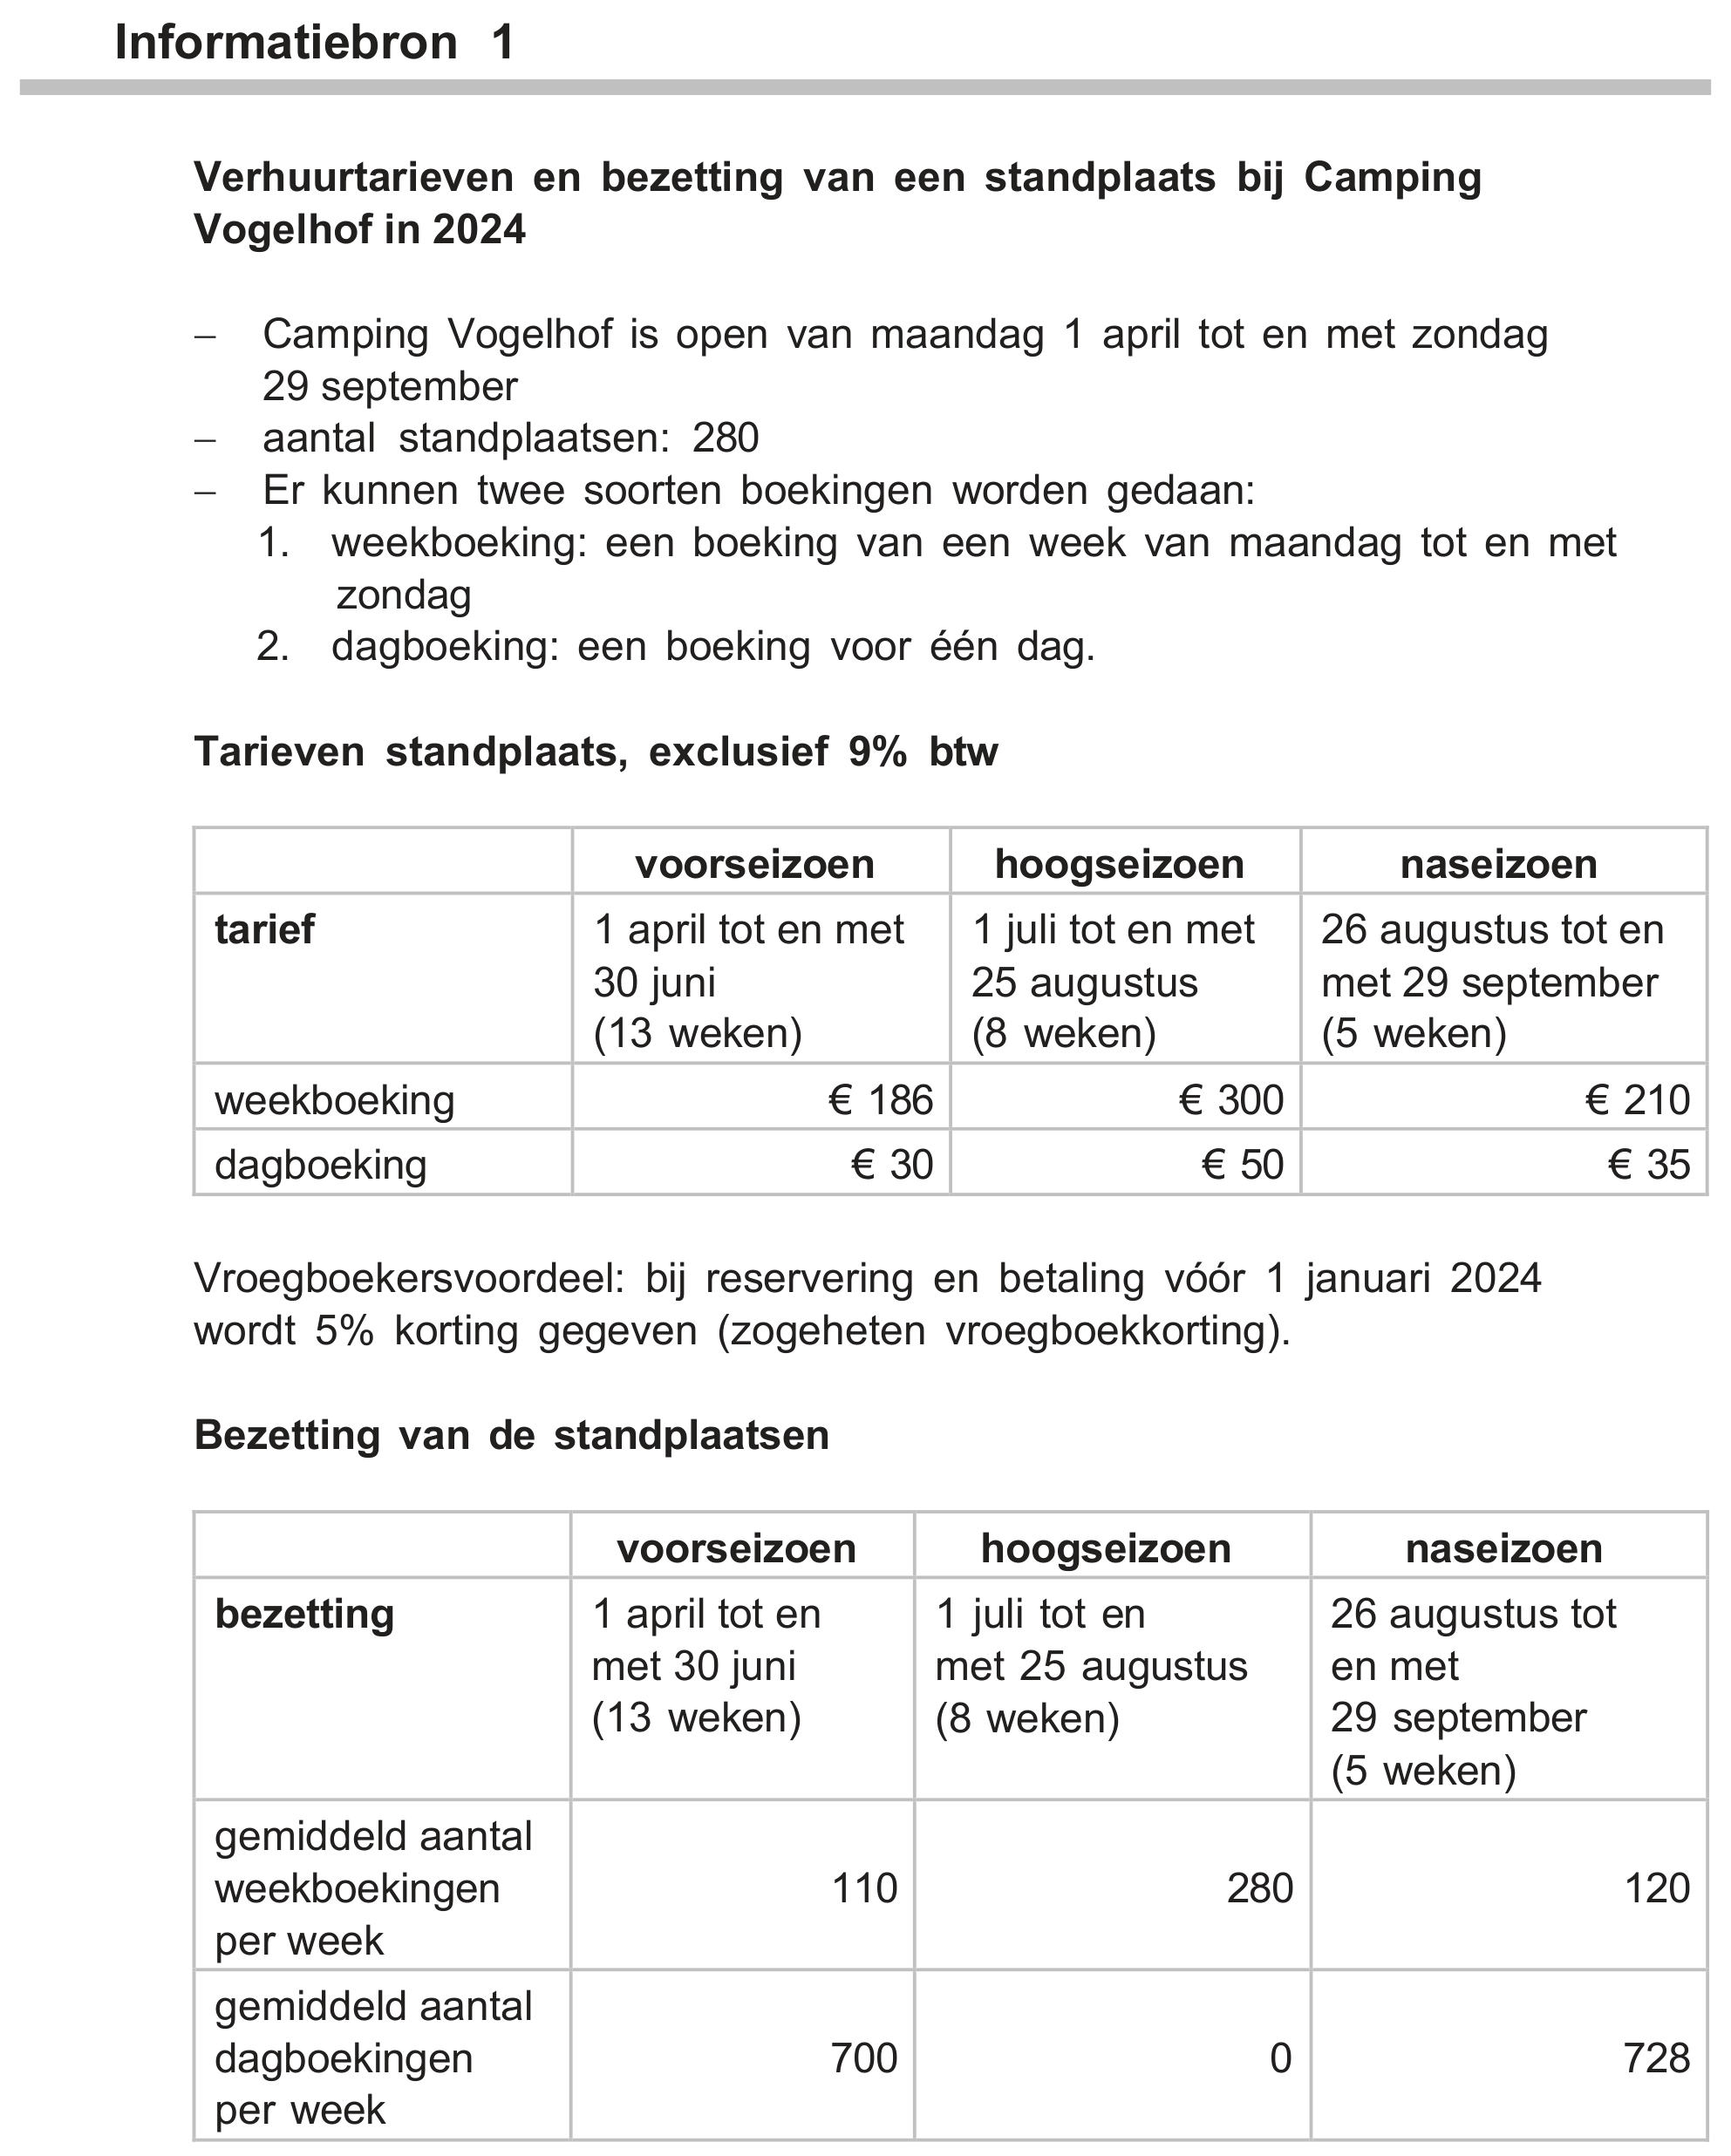 Informatiebron 1
Verhuurtarieven en bezetting van een standplaats bij Camping
Vogelhof in 2024
– Camping Vogelhof is open van maandag 1 april tot en met zondag
29 september
– aantal standplaatsen: 280
– Er kunnen twee soorten boekingen worden gedaan:
1. weekboeking: een boeking van een week van maandag tot en met
zondag
2. dagboeking: een boeking voor één dag.
Tarieven standplaats, exclusief 9% btw
voorseizoen hoogseizoen naseizoen
tarief 1 april tot en met 1 juli tot en met 26 augustus tot en
30 juni 25 augustus met 29 september
(13 weken) (8 weken) (5 weken)
weekboeking € 186 € 300 € 210
dagboeking € 30 € 50 € 35
Vroegboekersvoordeel: bij reservering en betaling vóór 1 januari 2024
wordt 5% korting gegeven (zogeheten vroegboekkorting).
Bezetting van de standplaatsen
voorseizoen hoogseizoen naseizoen
bezetting 1 april tot en 1 juli tot en 26 augustus tot
met 30 juni met 25 augustus en met
(13 weken) (8 weken) 29 september
(5 weken)
gemiddeld aantal
weekboekingen 110 280 120
per week
gemiddeld aantal
dagboekingen 700 0 728
per week